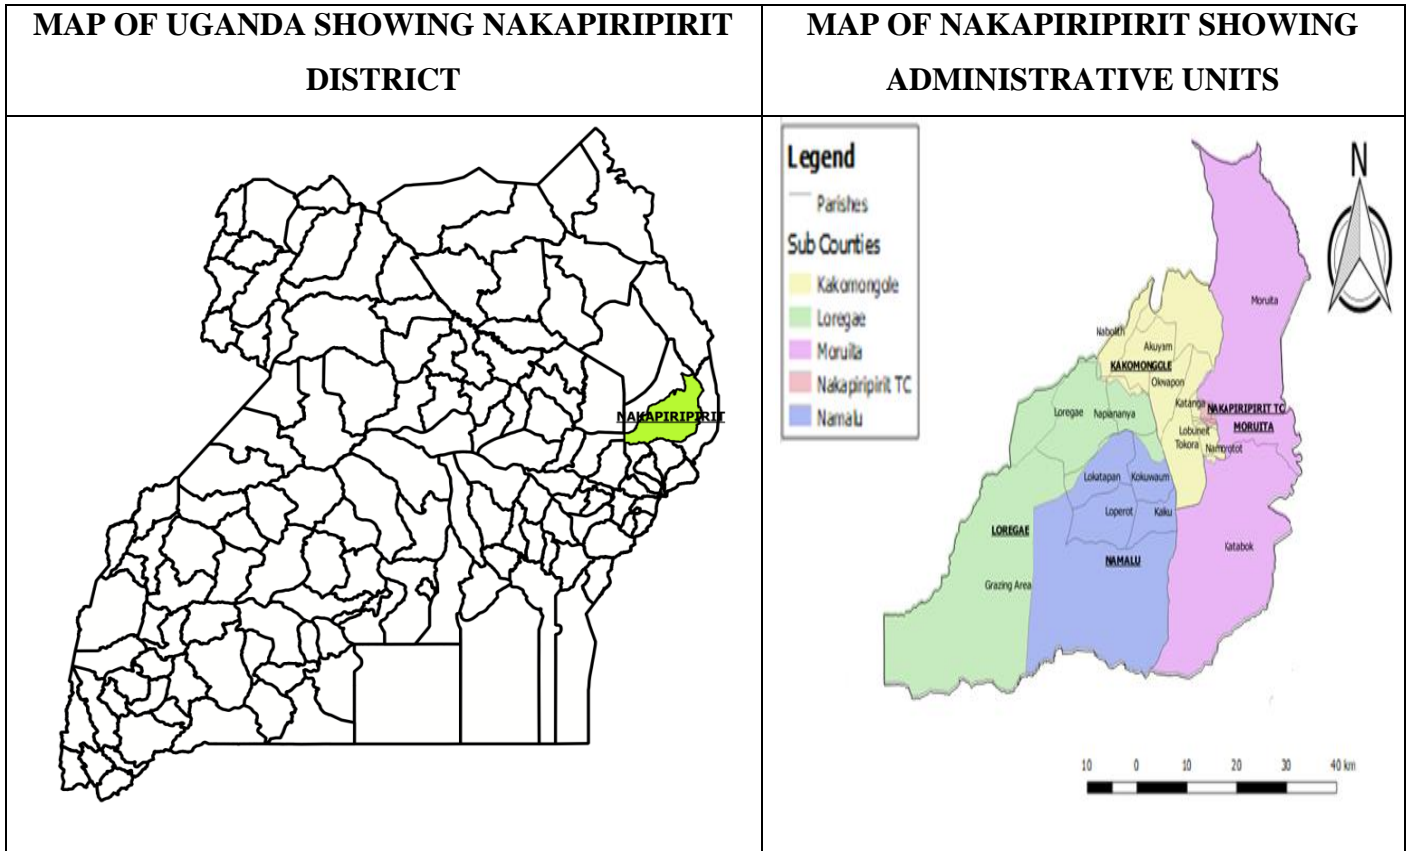 MAP OF UGANDA SHOWING NAKAPIRIPIRIT
DISTRICT
MAP OF NAKAPIRIPIRIT SHOWING
ADMINISTRATIVE UNITS
NAKAPIRIPIRIT
Legend
Parishes
Sub Counties
Kakomongole
Loregae
Moruita
Nakapiripirit TC
Namalu
N
Moruita
Nabolith
Akuyam
KAKOMONGOLE
Okwapon
Katanga
NAKAPIRIPIRIT TC
Loregae
Napiananya
MORUITA
Lobuneit
Tokora
Namorotot
Lokatapan
Kokuwaum
Loperot
Kaku
LOREGAE
Katabok
NAMALU
Grazing Area
10 0 10 20 30 40 km